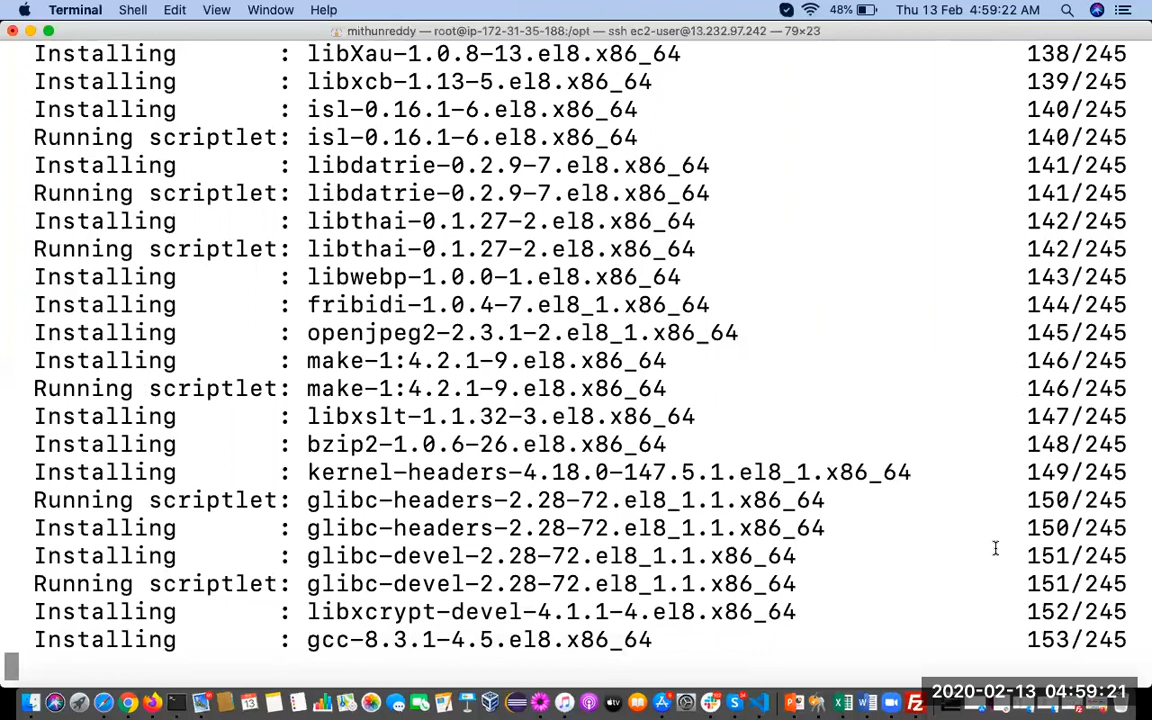 Terminal Shell Edit View Window Help 48% Thu 13 Feb 4:59:22 AM
mithunreddy — root@ip-172-31-35-188:/opt — ssh ec2-user@13.232.97.242 — 79×23
Installing : libXau-1.0.8-13.el8.x86_64 138/245
Installing : libxcb-1.13-5.el8.x86_64 139/245
Installing : isl-0.16.1-6.el8.x86_64 140/245
Running scriptlet: isl-0.16.1-6.el8.x86_64 140/245
Installing : libdatrie-0.2.9-7.el8.x86_64 141/245
Running scriptlet: libdatrie-0.2.9-7.el8.x86_64 141/245
Installing : libthai-0.1.27-2.el8.x86_64 142/245
Running scriptlet: libthai-0.1.27-2.el8.x86_64 142/245
Installing : libwebp-1.0.0-1.el8.x86_64 143/245
Installing : fribidi-1.0.4-7.el8_1.x86_64 144/245
Installing : openjpeg2-2.3.1-2.el8_1.x86_64 145/245
Installing : make-1:4.2.1-9.el8.x86_64 146/245
Running scriptlet: make-1:4.2.1-9.el8.x86_64 146/245
Installing : libxslt-1.1.32-3.el8.x86_64 147/245
Installing : bzip2-1.0.6-26.el8.x86_64 148/245
Installing : kernel-headers-4.18.0-147.5.1.el8_1.x86_64 149/245
Running scriptlet: glibc-headers-2.28-72.el8_1.1.x86_64 150/245
Installing : glibc-headers-2.28-72.el8_1.1.x86_64 150/245
Installing : glibc-devel-2.28-72.el8_1.1.x86_64 151/245
Running scriptlet: glibc-devel-2.28-72.el8_1.1.x86_64 151/245
Installing : libxcrypt-devel-4.1.1-4.el8.x86_64 152/245
Installing : gcc-8.3.1-4.5.el8.x86_64 153/245
2020-02-13 04:59:21